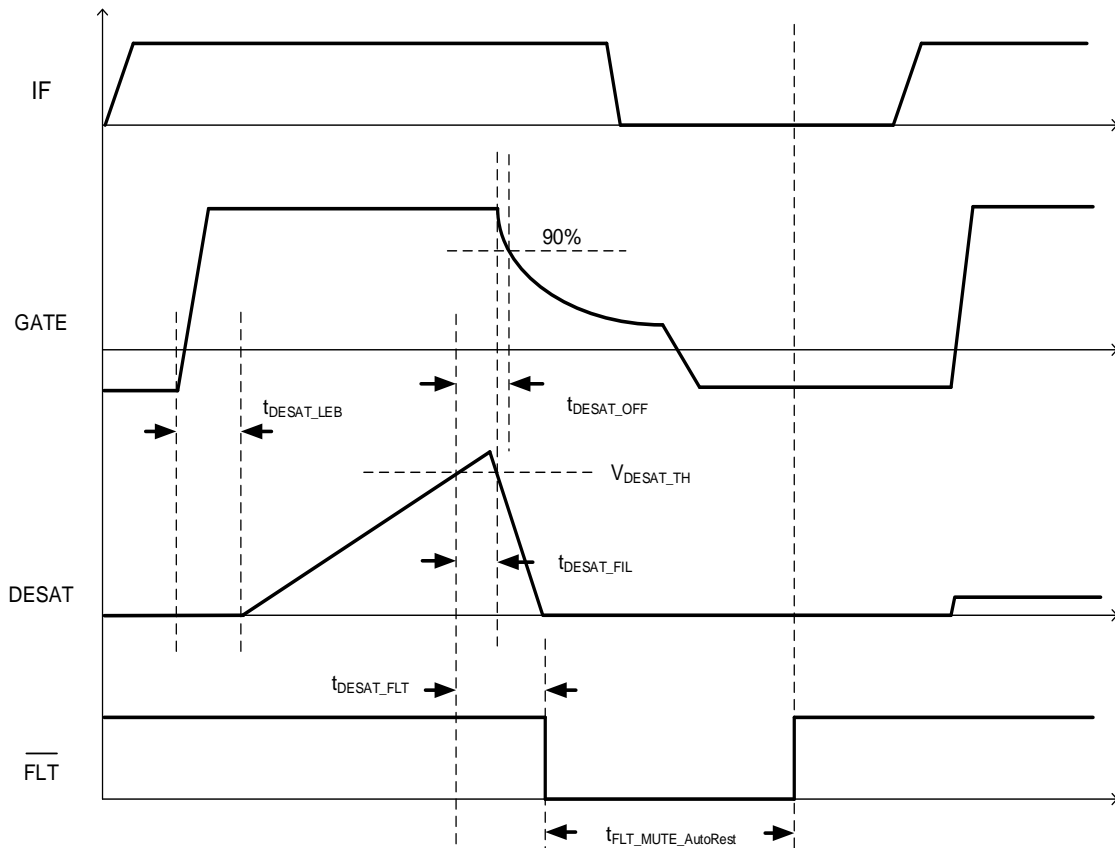 IF
90%
GATE
tDESAT_LEB
tDESAT_OFF
VDESAT_TH
tDESAT_FIL
DESAT
tDESAT_FLT
FLT
tFLT_MUTE_AutoRest